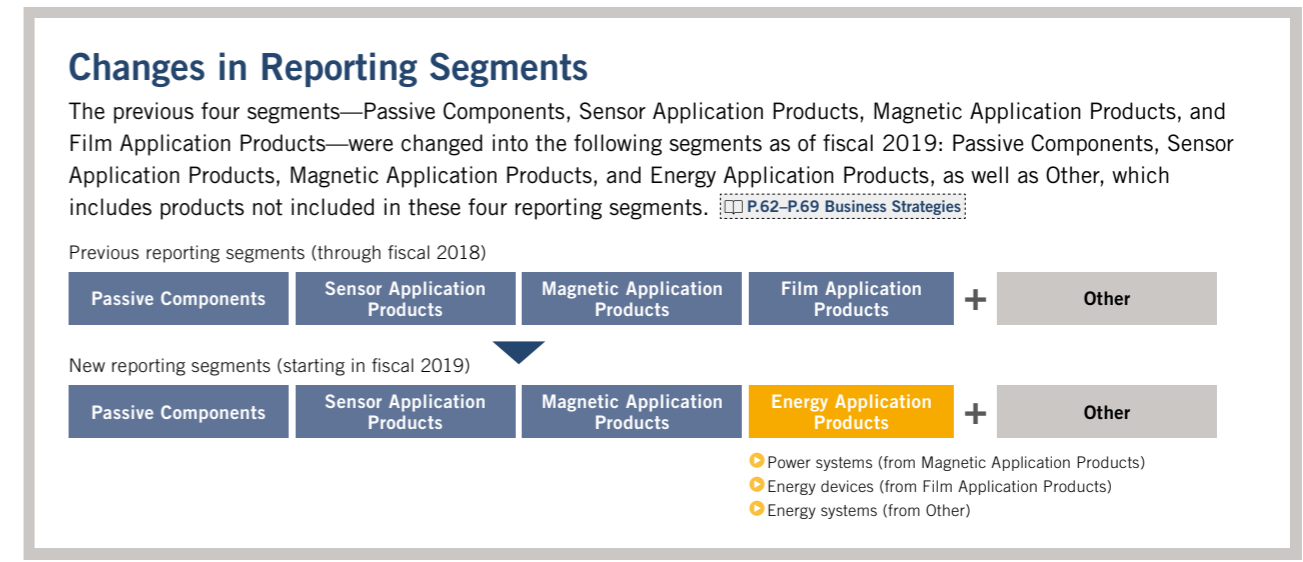 Changes in Reporting Segments
The previous four segments—Passive Components, Sensor Application Products, Magnetic Application Products, and
Film Application Products—were changed into the following segments as of fiscal 2019: Passive Components, Sensor
Application Products, Magnetic Application Products, and Energy Application Products, as well as Other, which
includes products not included in these four reporting segments. P.62–P.69 Business Strategies
Previous reporting segments (through fiscal 2018)
Passive Components
Sensor Application
Products
Magnetic Application
Products
Film Application
Products
+
Other
New reporting segments (starting in fiscal 2019)
Passive Components
Sensor Application
Products
Magnetic Application
Products
Energy Application
Products
+
Other
Power systems (from Magnetic Application Products)
Energy devices (from Film Application Products)
Energy systems (from Other)